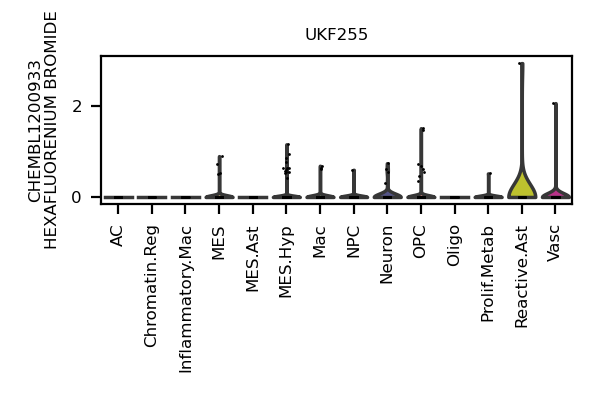 UKF255
CHEMBL1200933
HEXAFLUORENIUM BROMIDE
2
0
AC
Chromatin.Reg
Inflammatory.Mac
MES
MES.Ast
MES.Hyp
Mac
NPC
Neuron
OPC
Oligo
Prolif.Metab
Reactive.Ast
Vasc